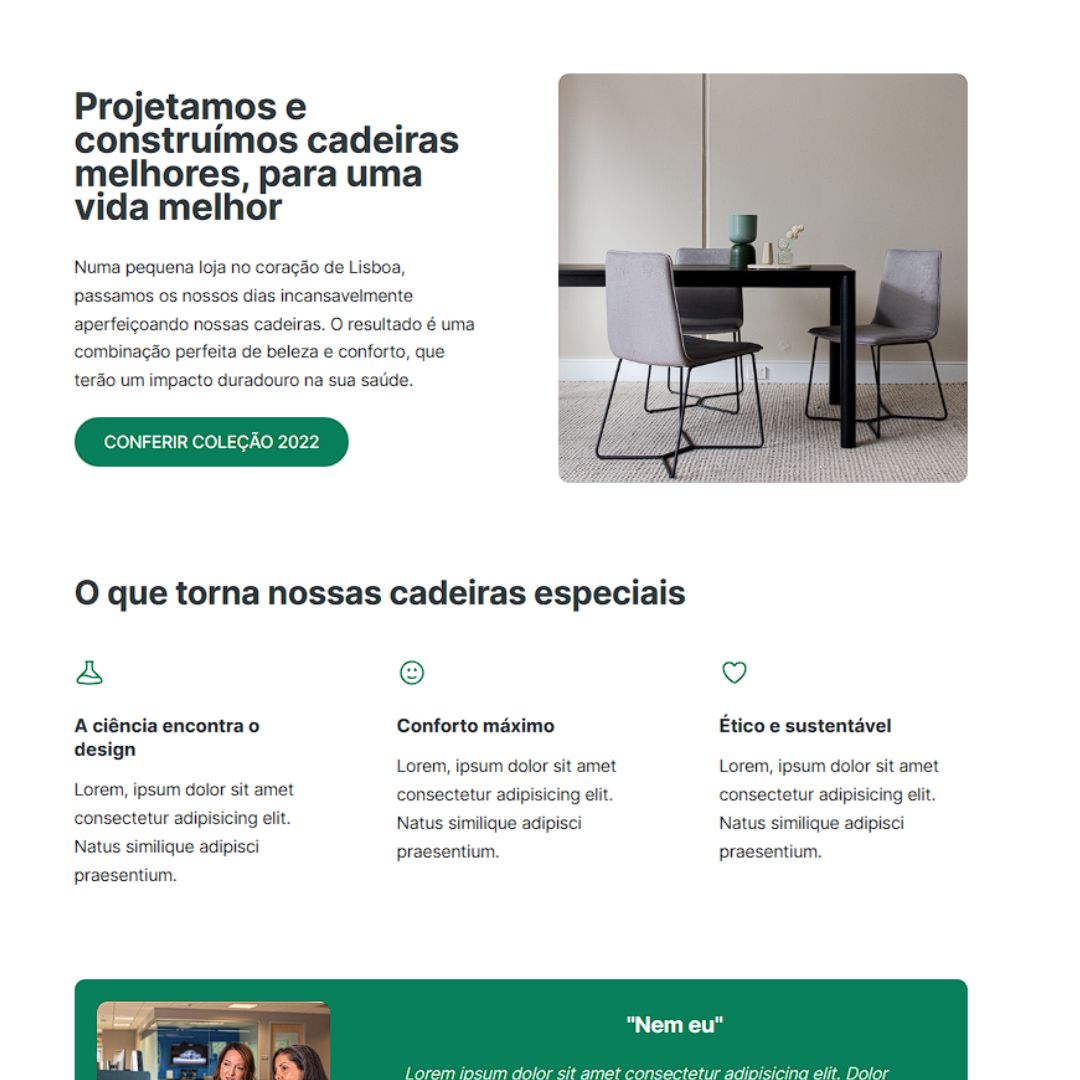 Projetamos e
construímos cadeiras
melhores, para uma
vida melhor
Numa pequena loja no coração de Lisboa,
passamos os nossos dias incansavelmente
aperfeiçoando nossas cadeiras. O resultado é uma
combinação perfeita de beleza e conforto, que
terão um impacto duradouro na sua saúde.
CONFERIR COLEÇÃO 2022
O que torna nossas cadeiras especiais
A ciência encontra o
design
Lorem, ipsum dolor sit amet
consectetur adipisicing elit.
Natus similique adipisci
praesentium.
Conforto máximo
Lorem, ipsum dolor sit amet
consectetur adipisicing elit.
Natus similique adipisci
praesentium.
Ético e sustentável
Lorem, ipsum dolor sit amet
consectetur adipisicing elit.
Natus similique adipisci
praesentium.
"Nem eu"
Lorem ipsum dolor sit amet consectetur adipisicing elit. Dolor